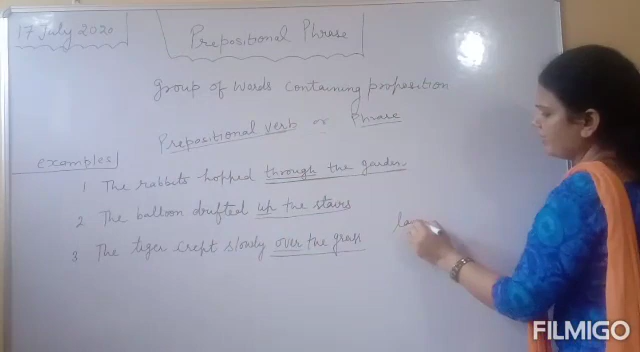 17 July 2020
Prepositional Phrase
Group of Words containing preposition
Prepositional verb or Phrase
examples
1 The rabbits hopped through the garden
2 The balloon drifted up the stairs
3 The tiger crept slowly over the grass
FILMIGO